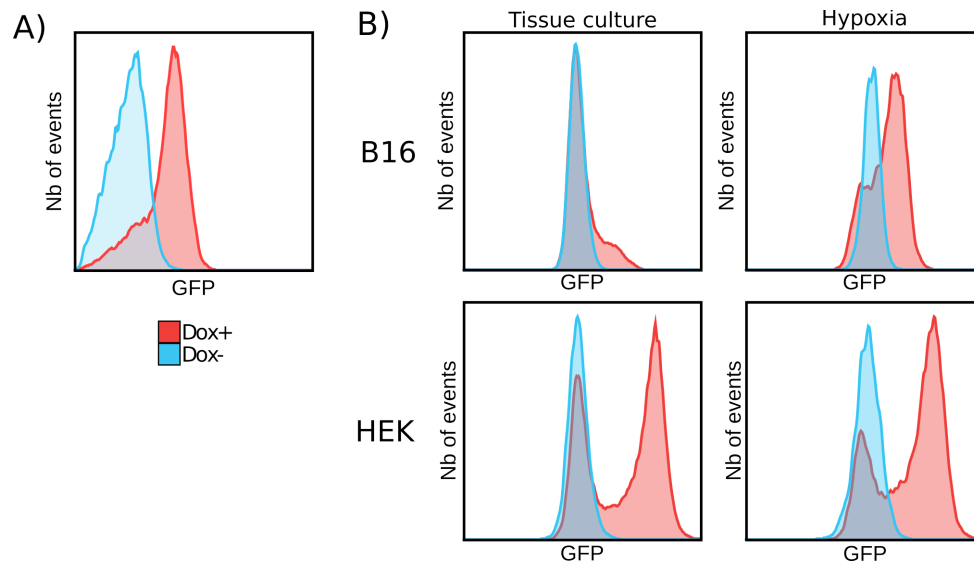 A)
Nb of events
GFP
Dox+
Dox-
B)
Tissue culture
Hypoxia
B16
Nb of events
GFP
Nb of events
GFP
HEK
Nb of events
GFP
Nb of events
GFP